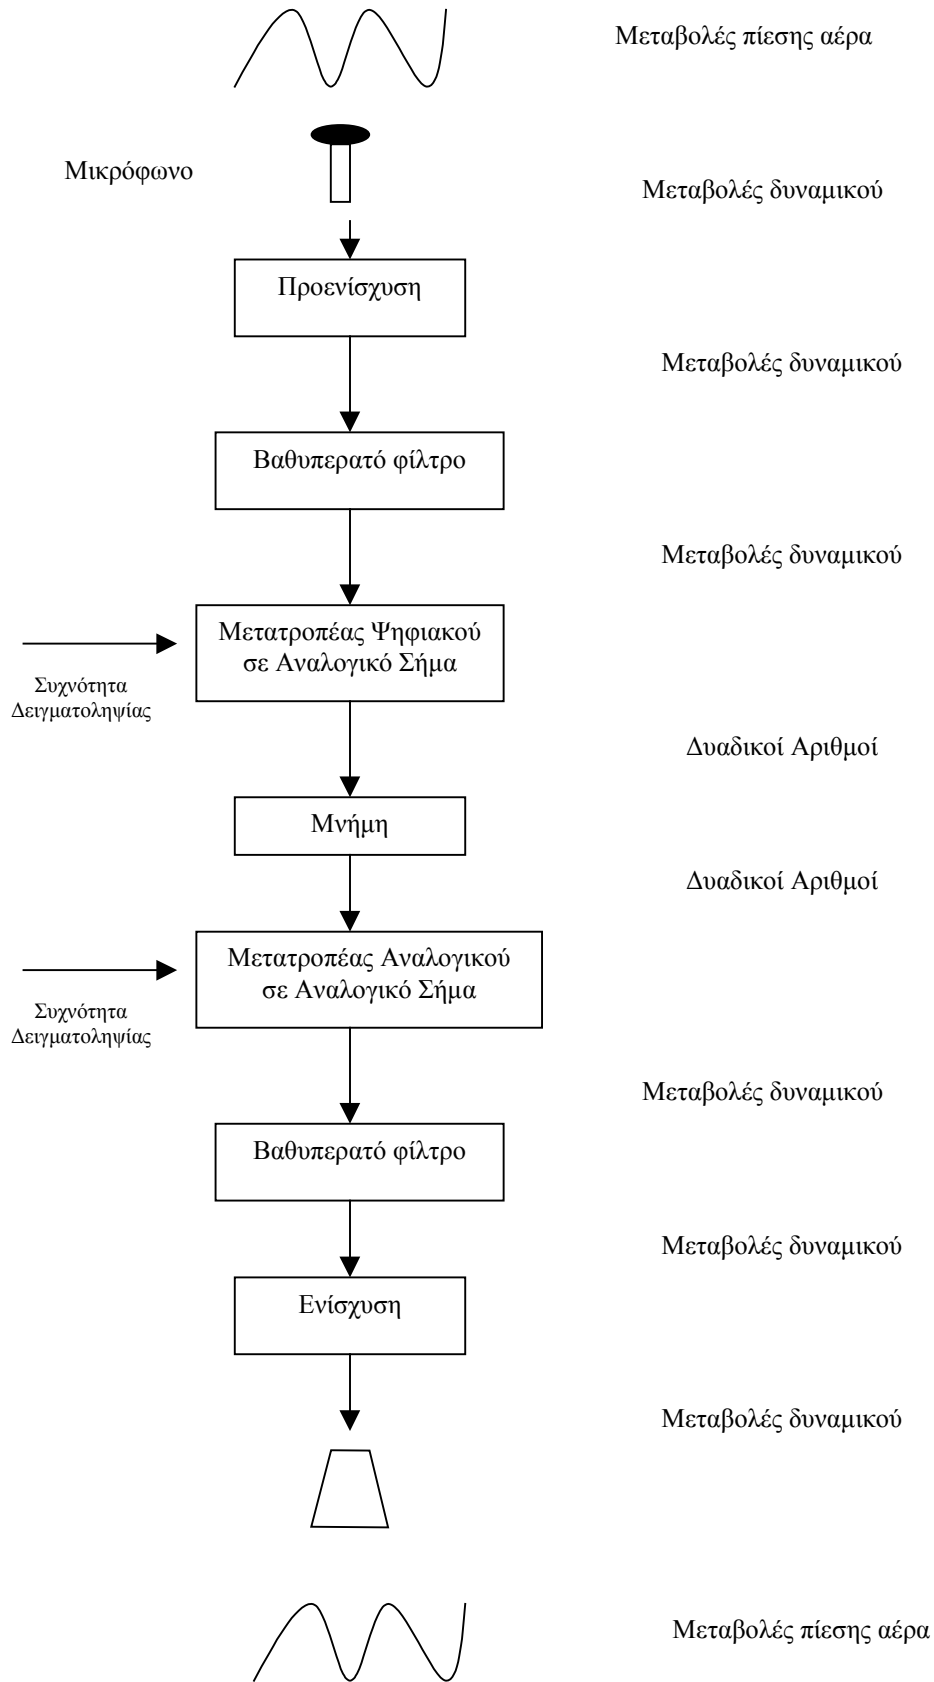 Μεταβολές πίεσης αέρα
Μικρόφωνο
Μεταβολές δυναμικού
Προενίσχυση
Μεταβολές δυναμικού
Βαθυπερατό φίλτρο
Μεταβολές δυναμικού
Μετατροπέας Ψηφιακού
σε Αναλογικό Σήμα
Συχνότητα
Δειγματοληψίας
Δυαδικοί Αριθμοί
Μνήμη
Δυαδικοί Αριθμοί
Μετατροπέας Αναλογικού
σε Αναλογικό Σήμα
Συχνότητα
Δειγματοληψίας
Μεταβολές δυναμικού
Βαθυπερατό φίλτρο
Μεταβολές δυναμικού
Ενίσχυση
Μεταβολές δυναμικού
Μεταβολές πίεσης αέρα